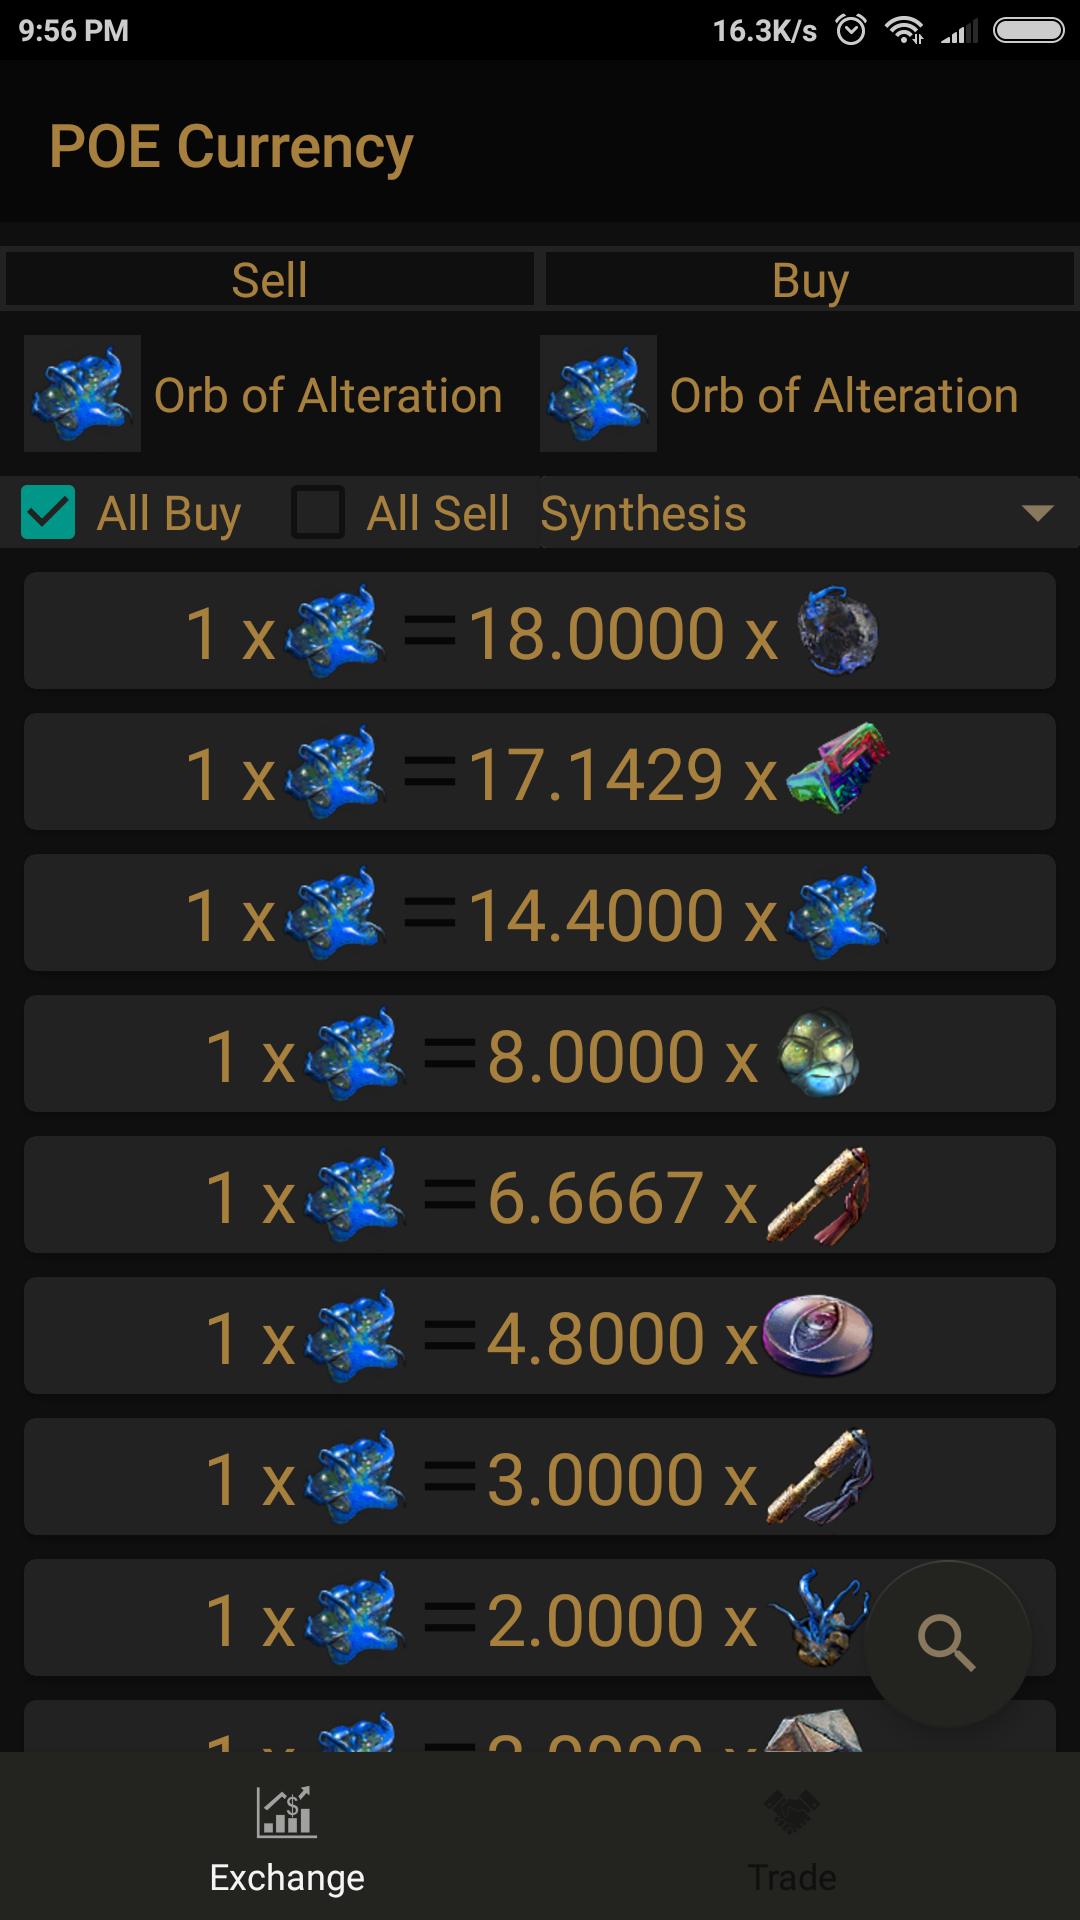 9:56 PM 16.3K/s
POE Currency
Sell Buy
Orb of Alteration Orb of Alteration
All Buy All Sell Synthesis
1 x = 18.0000 x
1 x = 17.1429 x
1 x = 14.4000 x
1 x = 8.0000 x
1 x = 6.6667 x
1 x = 4.8000 x
1 x = 3.0000 x
1 x = 2.0000 x
Exchange Trade